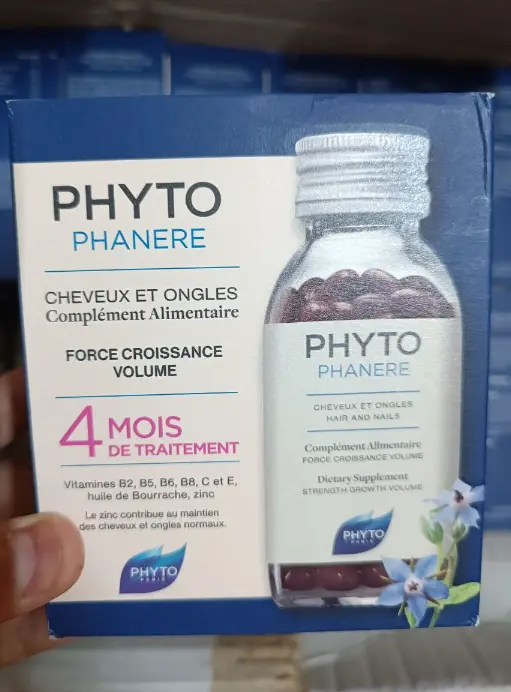 PHYTO
PHANERE
CHEVEUX ET ONGLES
Complément Alimentaire
FORCE CROISSANCE
VOLUME
4 MOIS
DE TRAITEMENT
Vitamines B2, B5, B6, B8, C et E,
huile de Bourrache, zinc
Le zinc contribue au maintien
des cheveux et ongles normaux.
PHYTO
PARIS
PHYTO
PHANERE
CHEVEUX ET ONGLES
HAIR AND NAILS
Complément Alimentaire
FORCE CROISSANCE VOLUME
Dietary Supplement
STRENGTH GROWTH VOLUME
PHYTO
PARIS